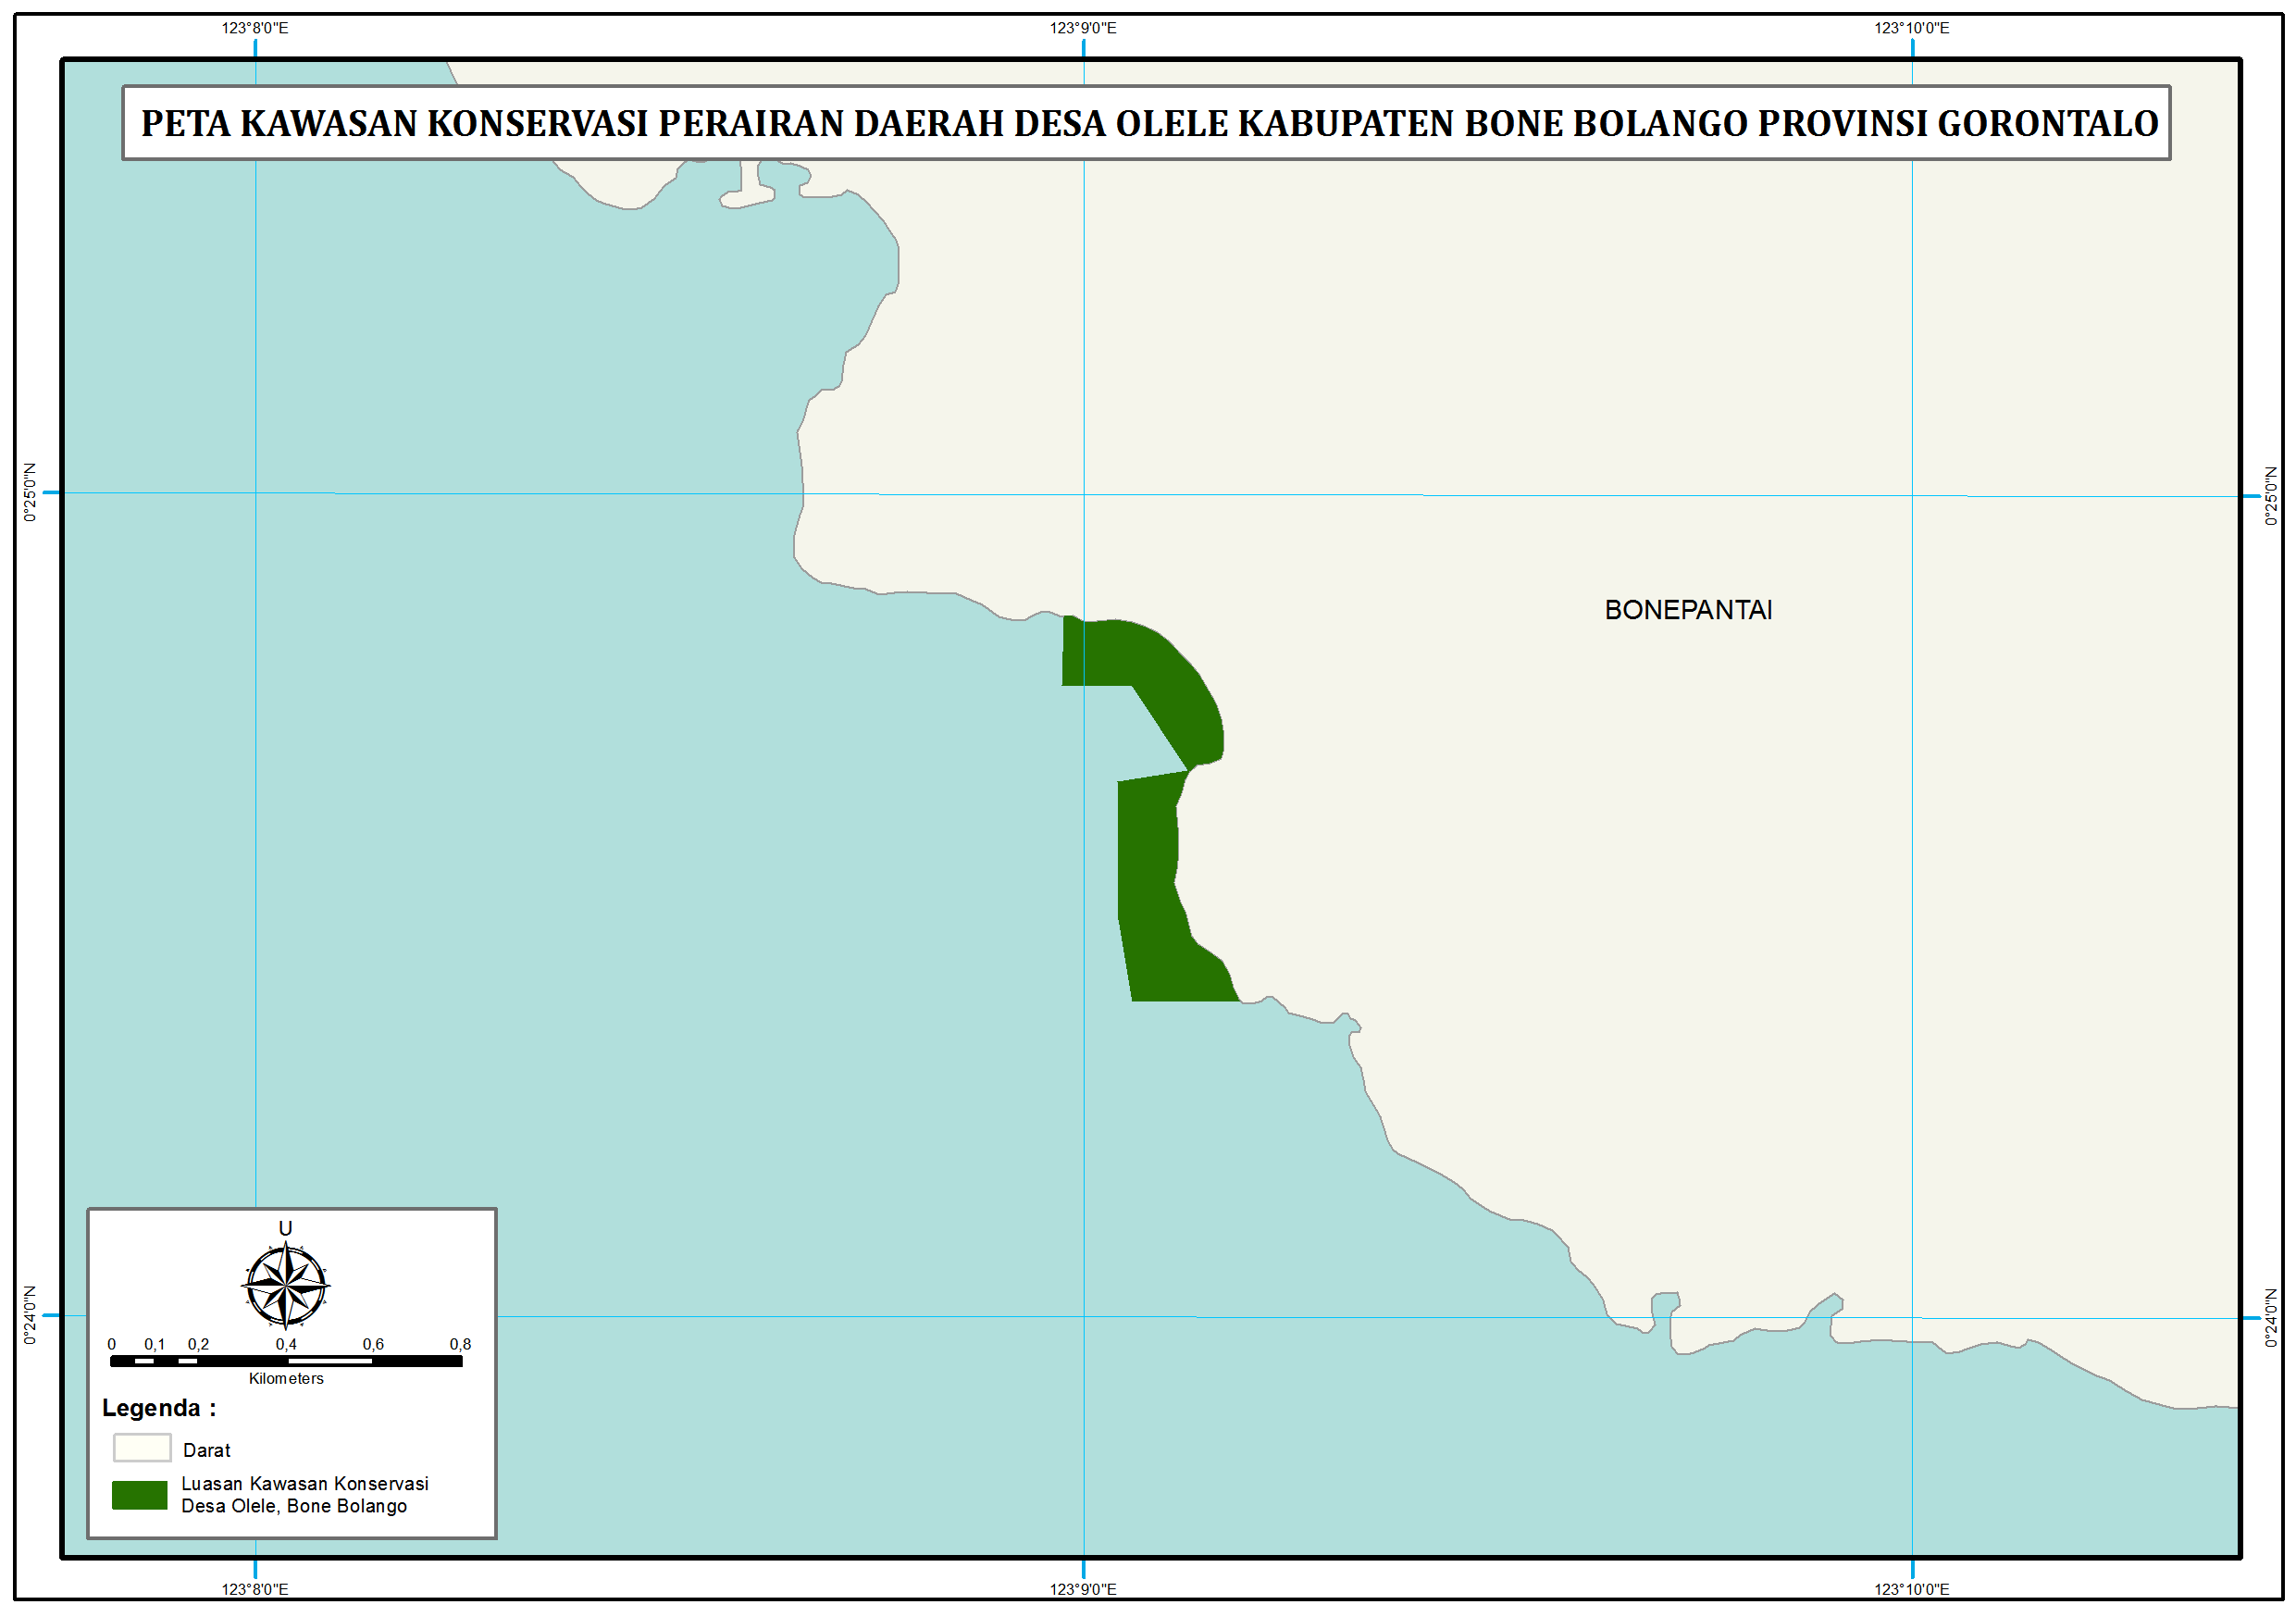 123°8'0"E
123°9'0"E
123°10'0"E
PETA KAWASAN KONSERVASI PERAIRAN DAERAH DESA OLELE KABUPATEN BONE BOLANGO PROVINSI GORONTALO
0°25'0"N
0°25'0"N
BONEPANTAI
0°24'0"N
0°24'0"N
U
0 0,1 0,2 0,4 0,6 0,8
Kilometers
Legenda :
Darat
Luasan Kawasan Konservasi
Desa Olele, Bone Bolango
123°8'0"E
123°9'0"E
123°10'0"E